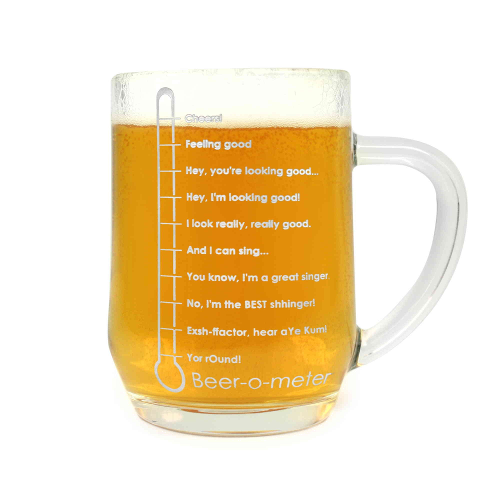 Cheers!
Feeling good
Hey, you're looking good...
Hey, I'm looking good!
I look really, really good.
And I can sing...
You know, I'm a great singer.
No, I'm the BEST shhinger!
Exsh-ffactor, hear aYe Kum!
Yor rOund!
Beer-o-meter